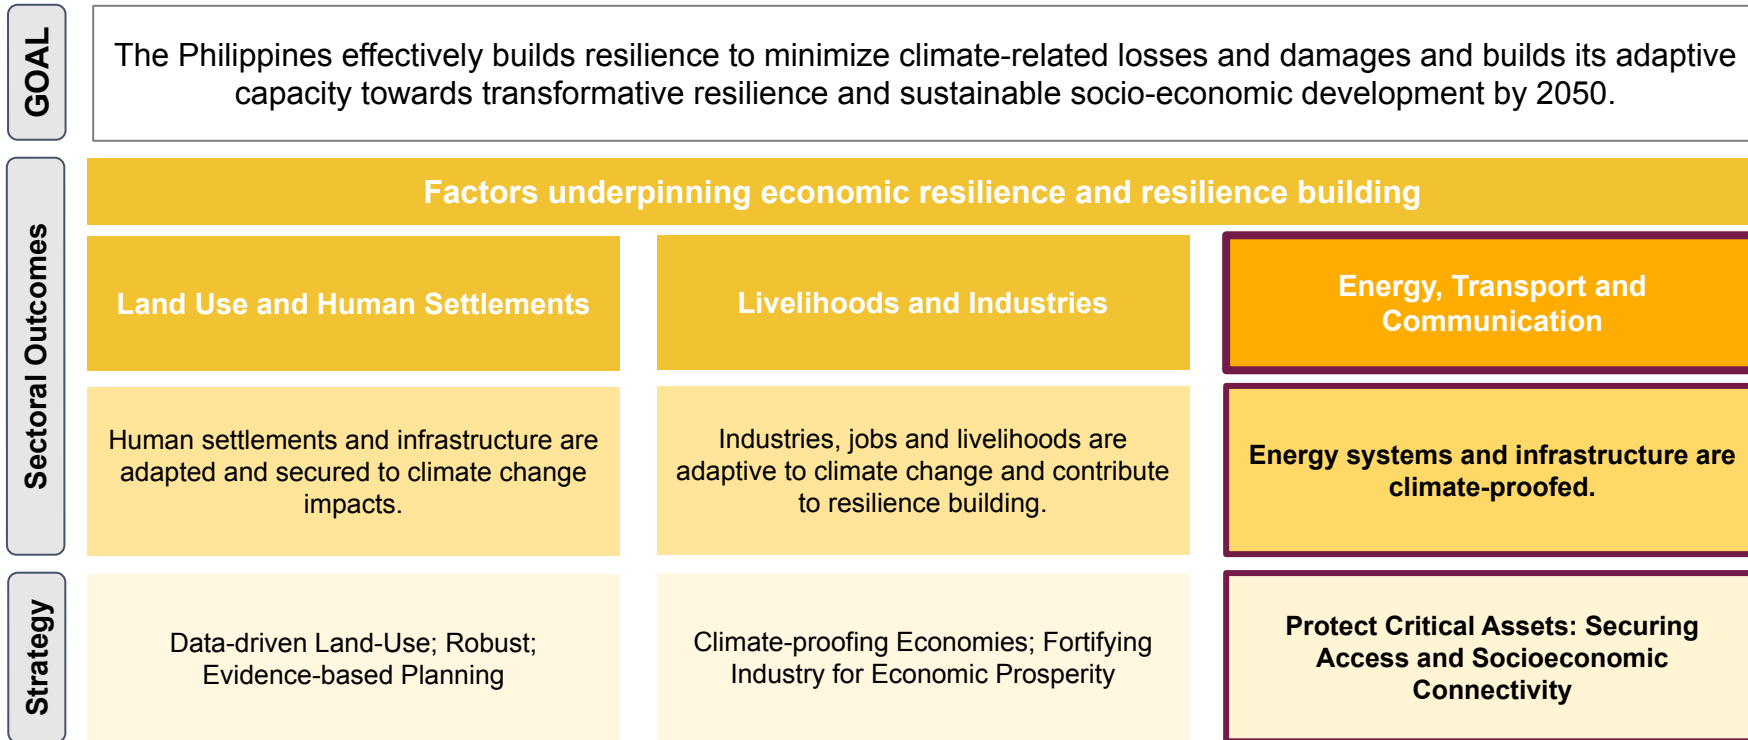 GOAL
The Philippines effectively builds resilience to minimize climate-related losses and damages and builds its adaptive
capacity towards transformative resilience and sustainable socio-economic development by 2050.
Sectoral Outcomes
Factors underpinning economic resilience and resilience building
Land Use and Human Settlements
Livelihoods and Industries
Energy, Transport and
Communication
Human settlements and infrastructure are
adapted and secured to climate change
impacts.
Industries, jobs and livelihoods are
adaptive to climate change and contribute
to resilience building.
Energy systems and infrastructure are
climate-proofed.
Strategy
Data-driven Land-Use; Robust;
Evidence-based Planning
Climate-proofing Economies; Fortifying
Industry for Economic Prosperity
Protect Critical Assets: Securing
Access and Socioeconomic
Connectivity